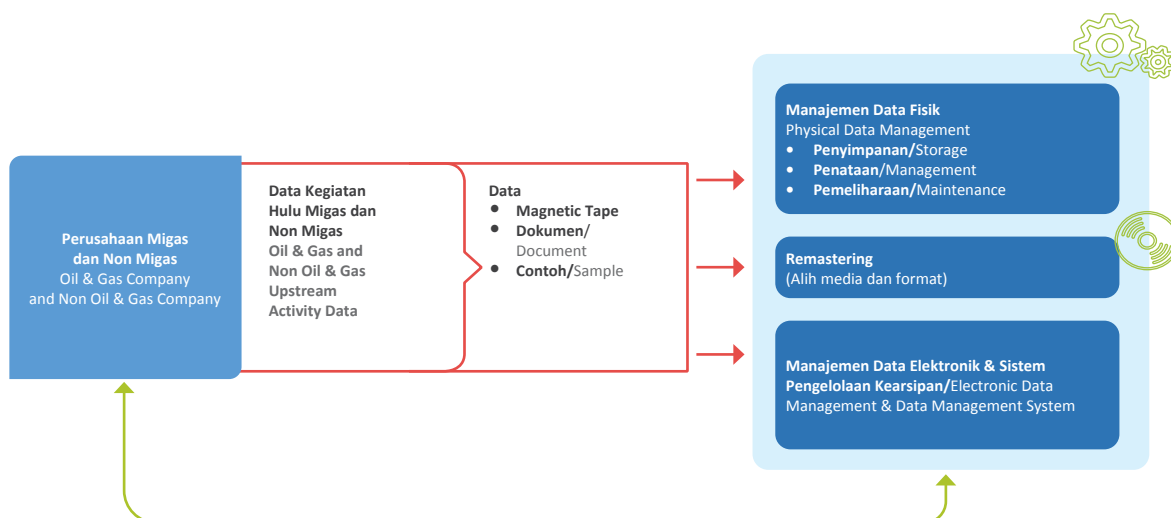 Perusahaan Migas
dan Non Migas
Oil & Gas Company
and Non Oil & Gas Company
Data Kegiatan
Hulu Migas dan
Non Migas
Oil & Gas and
Non Oil & Gas
Upstream
Activity Data
Data
• Magnetic Tape
• Dokumen/
Document
• Contoh/Sample
Manajemen Data Fisik
Physical Data Management
• Penyimpanan/Storage
• Penataan/Management
• Pemeliharaan/Maintenance
Remastering
(Alih media dan format)
Manajemen Data Elektronik & Sistem
Pengelolaan Kearsipan/Electronic Data
Management & Data Management System